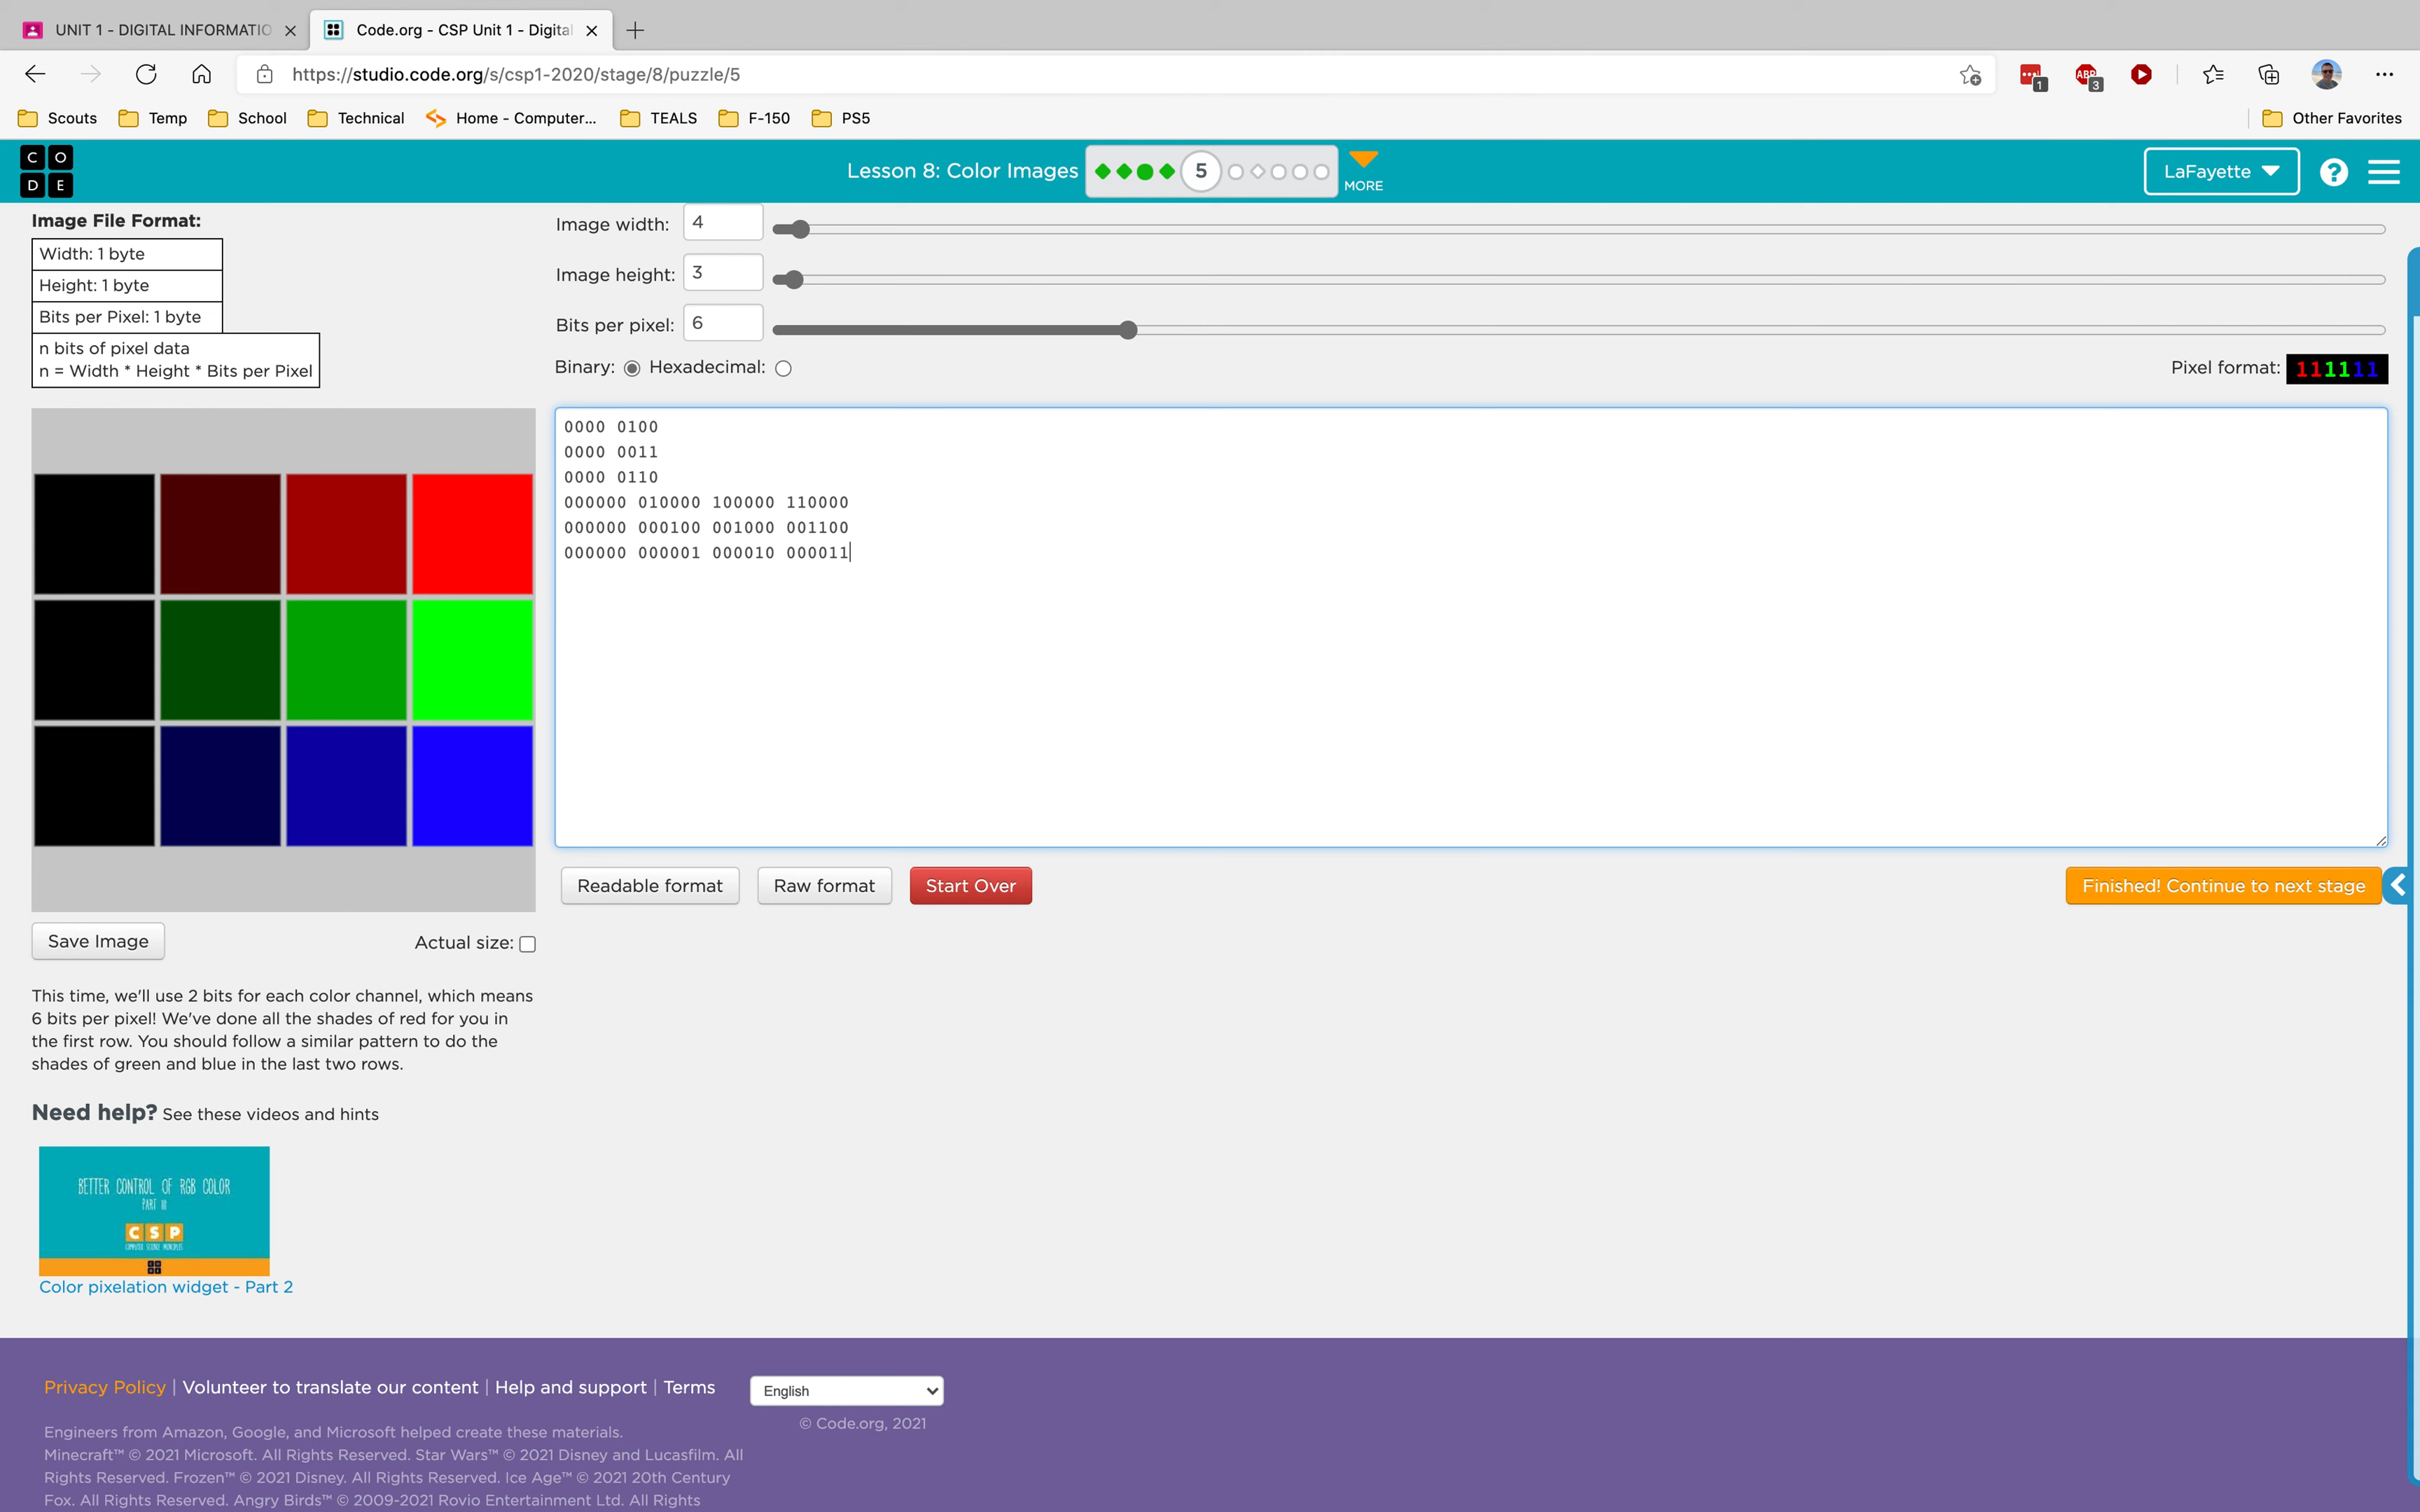 UNIT 1 - DIGITAL INFORMATIO
Code.org - CSP Unit 1 - Digital
https://studio.code.org/s/csp1-2020/stage/8/puzzle/5
1
ABP
3
Scouts
Temp
School
Technical
Home - Computer...
TEALS
F-150
PS5
Other Favorites
C O
D E
Lesson 8: Color Images
5
MORE
LaFayette
?
Image File Format:
Width: 1 byte
Height: 1 byte
Bits per Pixel: 1 byte
n bits of pixel data
n = Width * Height * Bits per Pixel
Image width: 4
Image height: 3
Bits per pixel: 6
Binary: Hexadecimal:
Pixel format: 111111
0000 0100
0000 0011
0000 0110
000000 010000 100000 110000
000000 000100 001000 001100
000000 000001 000010 000011
Readable format
Raw format
Start Over
Finished! Continue to next stage
Save Image
Actual size:
This time, we'll use 2 bits for each color channel, which means
6 bits per pixel! We've done all the shades of red for you in
the first row. You should follow a similar pattern to do the
shades of green and blue in the last two rows.
Need help? See these videos and hints
BETTER CONTROL OF RGB COLOR
CSP
COMPUTER SCIENCE PRINCIPLES
Color pixelation widget - Part 2
Privacy Policy | Volunteer to translate our content | Help and support | Terms
English
© Code.org, 2021
Engineers from Amazon, Google, and Microsoft helped create these materials.
Minecraft™ © 2021 Microsoft. All Rights Reserved. Star Wars™ © 2021 Disney and Lucasfilm. All
Rights Reserved. Frozen™ © 2021 Disney. All Rights Reserved. Ice Age™ © 2021 20th Century
Fox. All Rights Reserved. Angry Birds™ © 2009-2021 Rovio Entertainment Ltd. All Rights